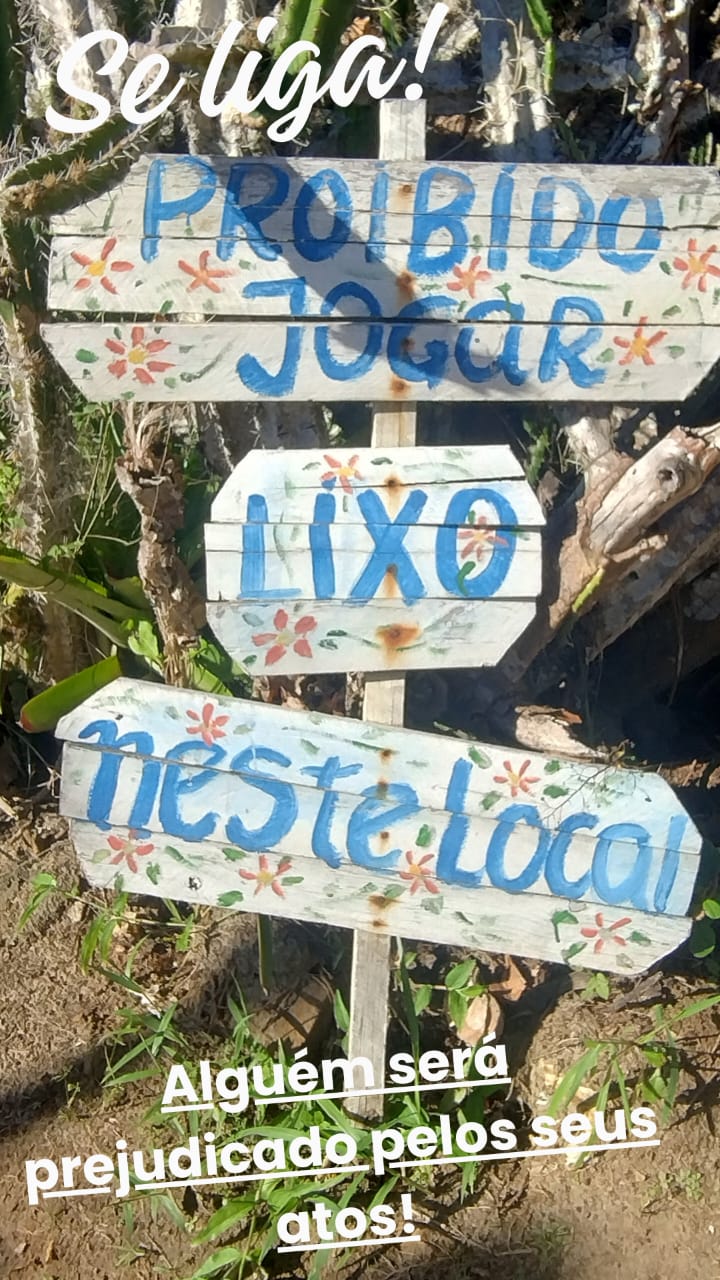 Se liga!
PROIBIDO
JOGAR
LIXO
neste Local
Alguém será
prejudicado pelos seus
atos!